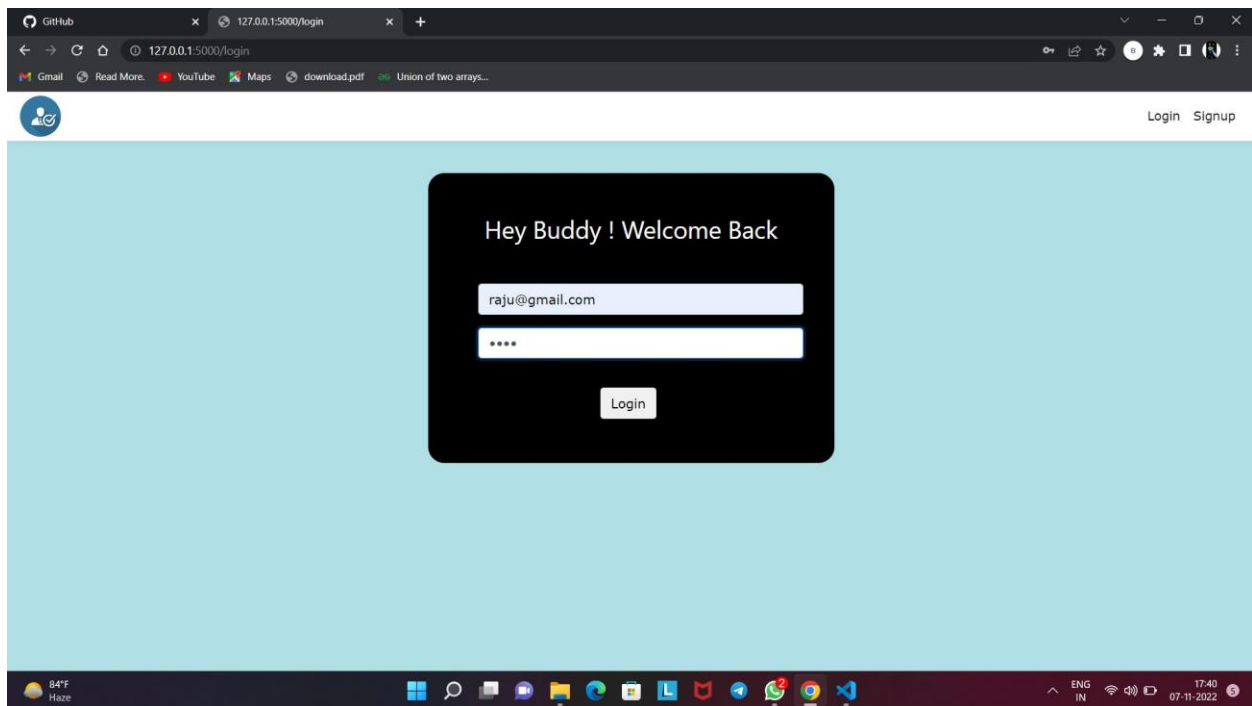 GitHub 127.0.0.1:5000/login
127.0.0.1:5000/login
Gmail Read More. YouTube Maps download.pdf Union of two arrays...
Login Signup
Hey Buddy ! Welcome Back
raju@gmail.com
••••
Login
84°F
Haze
L
2
ENG
IN
17:40
07-11-2022
5